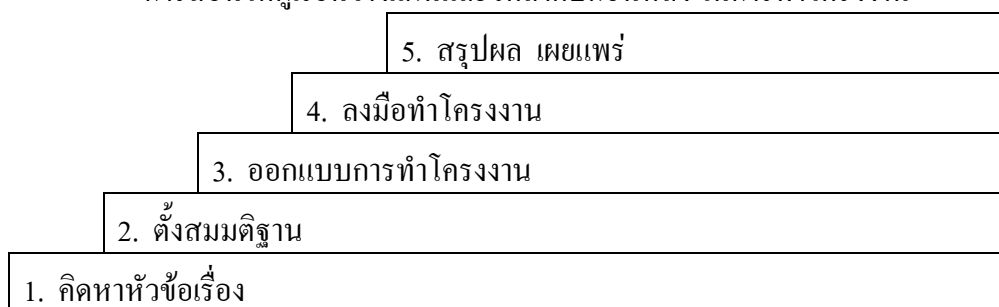 5. สรุปผล เผยแพร่
4. ลงมือทำโครงงาน
3. ออกแบบการทำโครงงาน
2. ตั้งสมมติฐาน
1. คิดหาหัวข้อเรื่อง